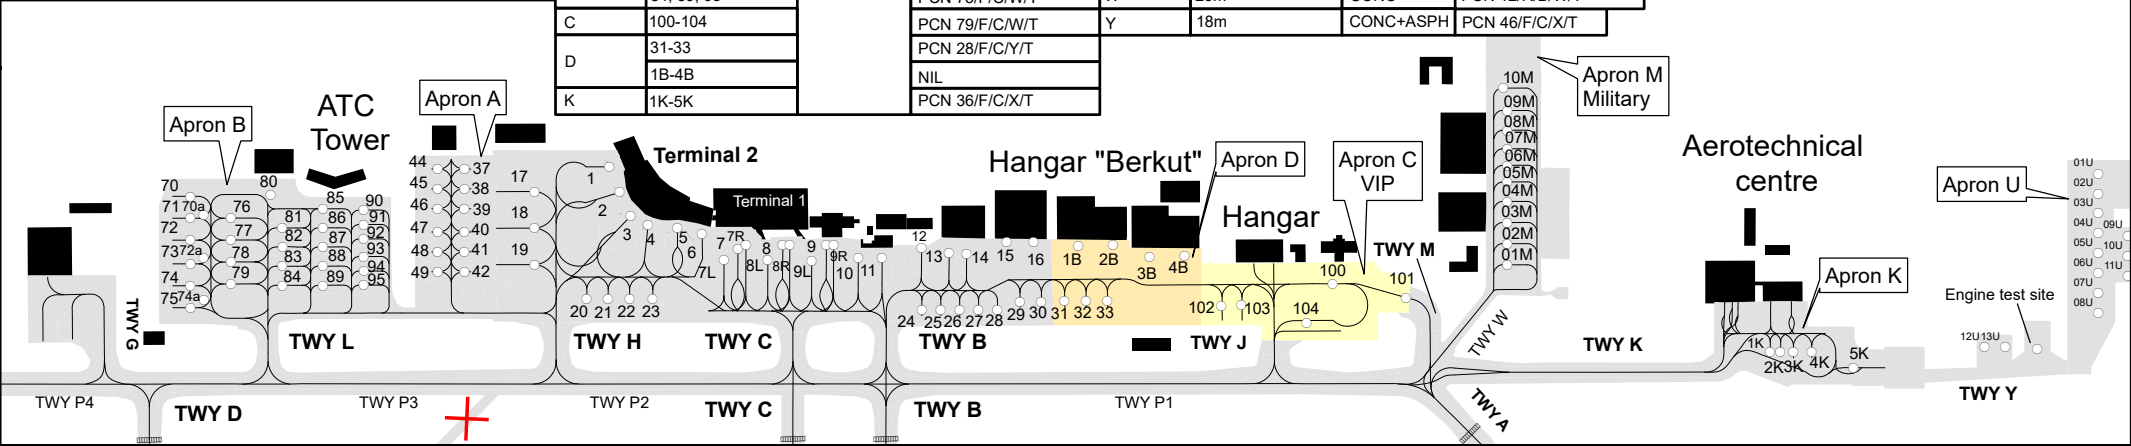 C 100-104 PCN 79/F/C/W/T Y 18m CONC+ASPH PCN 46/F/C/X/T
D 31-33 PCN 28/F/C/Y/T
1B-4B NIL
K 1K-5K PCN 36/F/C/X/T
Apron B
ATC
Tower
Apron A
Terminal 2
Terminal 1
Hangar "Berkut"
Apron D
Hangar
Apron C
VIP
TWY M
Apron M
Military
Aerotechnical
centre
Apron U
Apron K
Engine test site
70
71 70a
72
73 72a
74
75 74a
76
77
78
79
80
81
82
83
84
85
86
87
88
89
90
91
92
93
94
95
44
45
46
47
48
49
37
38
39
40
41
42
17
18
19
1
2
3
4
5
6
7L
7
7R
8L
8
8R
9L
9
9R
10
11
12
13
14
15
16
1B
2B
3B
4B
20 21 22 23
24 25 26 27 28 29 30 31 32 33
100
101
102
103
104
10M
09M
08M
07M
06M
05M
04M
03M
02M
01M
1K
2K
3K
4K
5K
01U
02U
03U
04U
05U
06U
07U
08U
09U
10U
11U
12U 13U
TWY G
TWY L
TWY H
TWY C
TWY B
TWY J
TWY W
TWY K
TWY P4
TWY D
TWY P3
TWY P2
TWY C
TWY B
TWY P1
TWY A
TWY Y